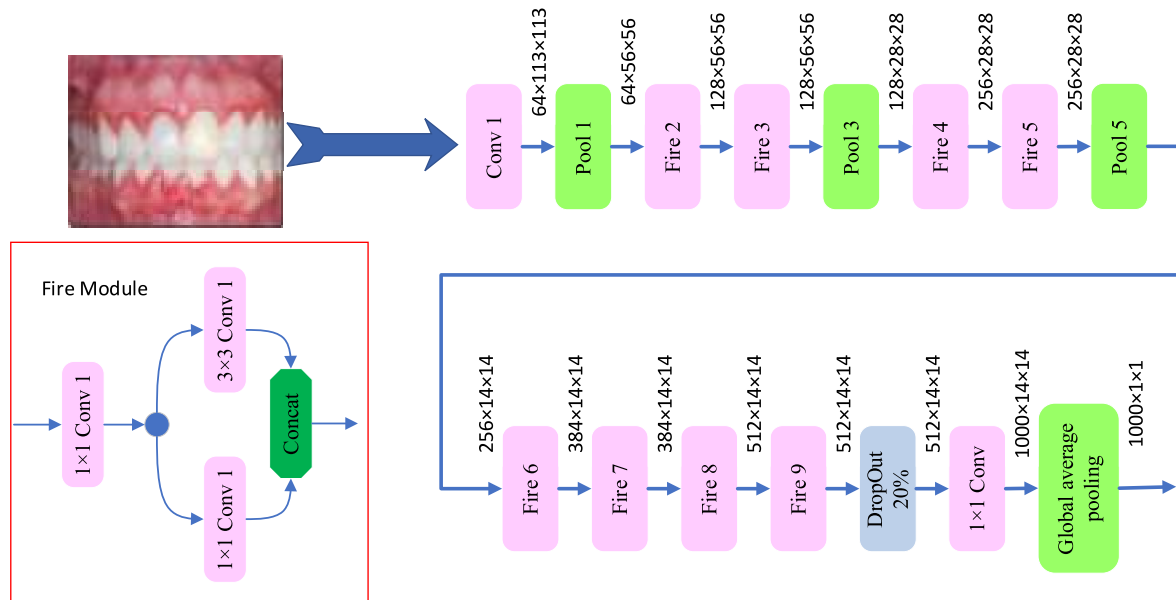 64×113×113
64×56×56
128×56×56
128×56×56
128×28×28
256×28×28
256×28×28
Conv 1
Pool 1
Fire 2
Fire 3
Pool 3
Fire 4
Fire 5
Pool 5
Fire Module
1×1 Conv 1
3×3 Conv 1
1×1 Conv 1
Concat
256×14×14
384×14×14
384×14×14
512×14×14
512×14×14
512×14×14
1000×14×14
1000×1×1
Fire 6
Fire 7
Fire 8
Fire 9
DropOut
20%
1×1 Conv
Global average
pooling